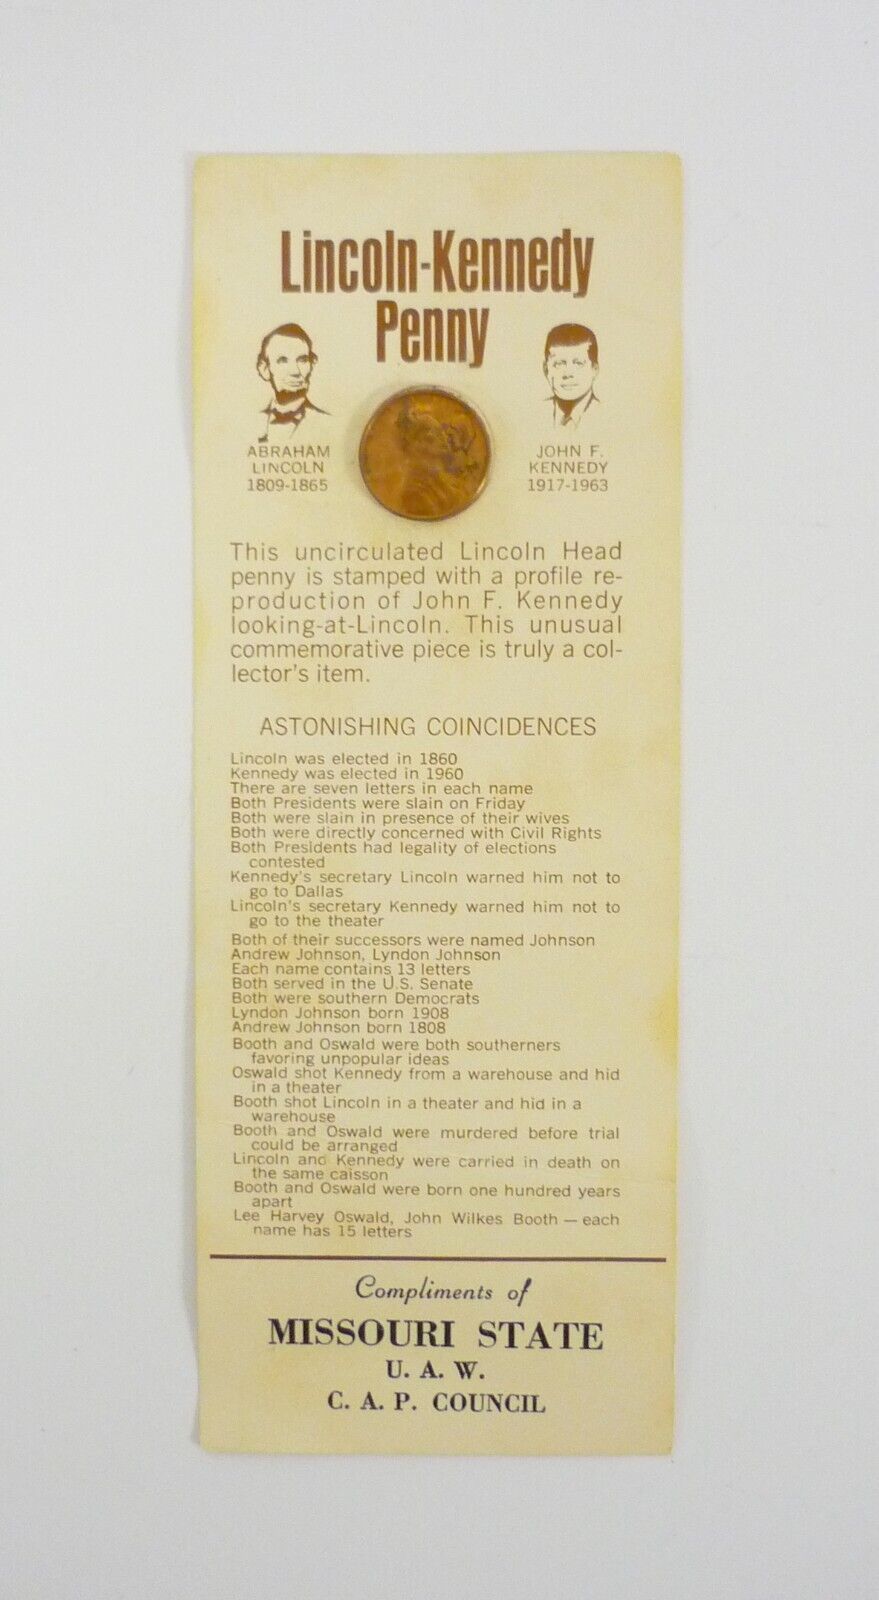 Lincoln-Kennedy
Penny
ABRAHAM
LINCOLN
1809-1865
JOHN F.
KENNEDY
1917-1963
This uncirculated Lincoln Head
penny is stamped with a profile re-
production of John F. Kennedy
looking-at-Lincoln. This unusual
commemorative piece is truly a col-
lector's item.
ASTONISHING COINCIDENCES
Lincoln was elected in 1860
Kennedy was elected in 1960
There are seven letters in each name
Both Presidents were slain on Friday
Both were slain in presence of their wives
Both were directly concerned with Civil Rights
Both Presidents had legality of elections
contested
Kennedy's secretary Lincoln warned him not to
go to Dallas
Lincoln's secretary Kennedy warned him not to
go to the theater
Both of their successors were named Johnson
Andrew Johnson, Lyndon Johnson
Each name contains 13 letters
Both served in the U.S. Senate
Both were southern Democrats
Lyndon Johnson born 1908
Andrew Johnson born 1808
Booth and Oswald were both southerners
favoring unpopular ideas
Oswald shot Kennedy from a warehouse and hid
in a theater
Booth shot Lincoln in a theater and hid in a
warehouse
Booth and Oswald were murdered before trial
could be arranged
Lincoln and Kennedy were carried in death on
the same caisson
Booth and Oswald were born one hundred years
apart
Lee Harvey Oswald, John Wilkes Booth — each
name has 15 letters
Compliments of
MISSOURI STATE
U. A. W.
C. A. P. COUNCIL